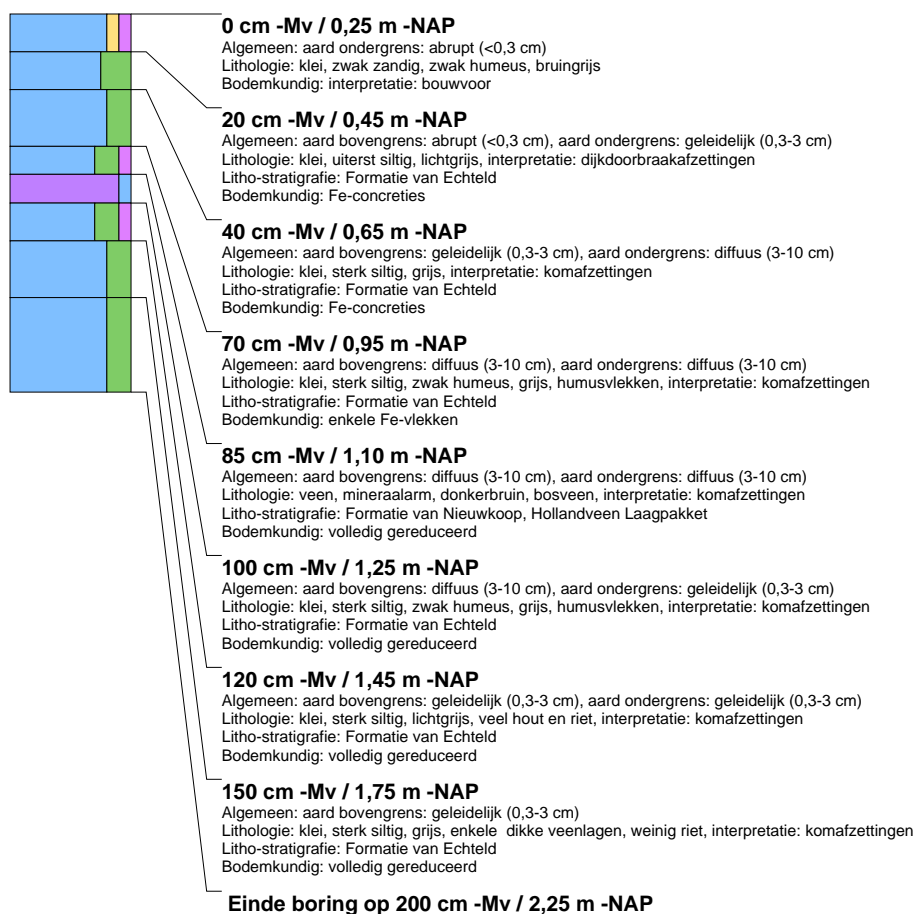 0 cm -Mv / 0,25 m -NAP
Algemeen: aard ondergrens: abrupt (<0,3 cm)
Lithologie: klei, zwak zandig, zwak humeus, bruingrijs
Bodemkundig: interpretatie: bouwvoor
20 cm -Mv / 0,45 m -NAP
Algemeen: aard bovengrens: abrupt (<0,3 cm), aard ondergrens: geleidelijk (0,3-3 cm)
Lithologie: klei, uiterst siltig, lichtgrijs, interpretatie: dijkdoorbraakafzettingen
Litho-stratigrafie: Formatie van Echteld
Bodemkundig: Fe-concreties
40 cm -Mv / 0,65 m -NAP
Algemeen: aard bovengrens: geleidelijk (0,3-3 cm), aard ondergrens: diffuus (3-10 cm)
Lithologie: klei, sterk siltig, grijs, interpretatie: komafzettingen
Litho-stratigrafie: Formatie van Echteld
Bodemkundig: Fe-concreties
70 cm -Mv / 0,95 m -NAP
Algemeen: aard bovengrens: diffuus (3-10 cm), aard ondergrens: diffuus (3-10 cm)
Lithologie: klei, sterk siltig, zwak humeus, grijs, humusvlekken, interpretatie: komafzettingen
Litho-stratigrafie: Formatie van Echteld
Bodemkundig: enkele Fe-vlekken
85 cm -Mv / 1,10 m -NAP
Algemeen: aard bovengrens: diffuus (3-10 cm), aard ondergrens: diffuus (3-10 cm)
Lithologie: veen, mineraalarm, donkerbruin, bosveen, interpretatie: komafzettingen
Litho-stratigrafie: Formatie van Nieuwkoop, Hollandveen Laagpakket
Bodemkundig: volledig gereduceerd
100 cm -Mv / 1,25 m -NAP
Algemeen: aard bovengrens: diffuus (3-10 cm), aard ondergrens: geleidelijk (0,3-3 cm)
Lithologie: klei, sterk siltig, zwak humeus, grijs, humusvlekken, interpretatie: komafzettingen
Litho-stratigrafie: Formatie van Echteld
Bodemkundig: volledig gereduceerd
120 cm -Mv / 1,45 m -NAP
Algemeen: aard bovengrens: geleidelijk (0,3-3 cm), aard ondergrens: geleidelijk (0,3-3 cm)
Lithologie: klei, sterk siltig, lichtgrijs, veel hout en riet, interpretatie: komafzettingen
Litho-stratigrafie: Formatie van Echteld
Bodemkundig: volledig gereduceerd
150 cm -Mv / 1,75 m -NAP
Algemeen: aard bovengrens: geleidelijk (0,3-3 cm)
Lithologie: klei, sterk siltig, grijs, enkele  dikke veenlagen, weinig riet, interpretatie: komafzettingen
Litho-stratigrafie: Formatie van Echteld
Bodemkundig: volledig gereduceerd
Einde boring op 200 cm -Mv / 2,25 m -NAP